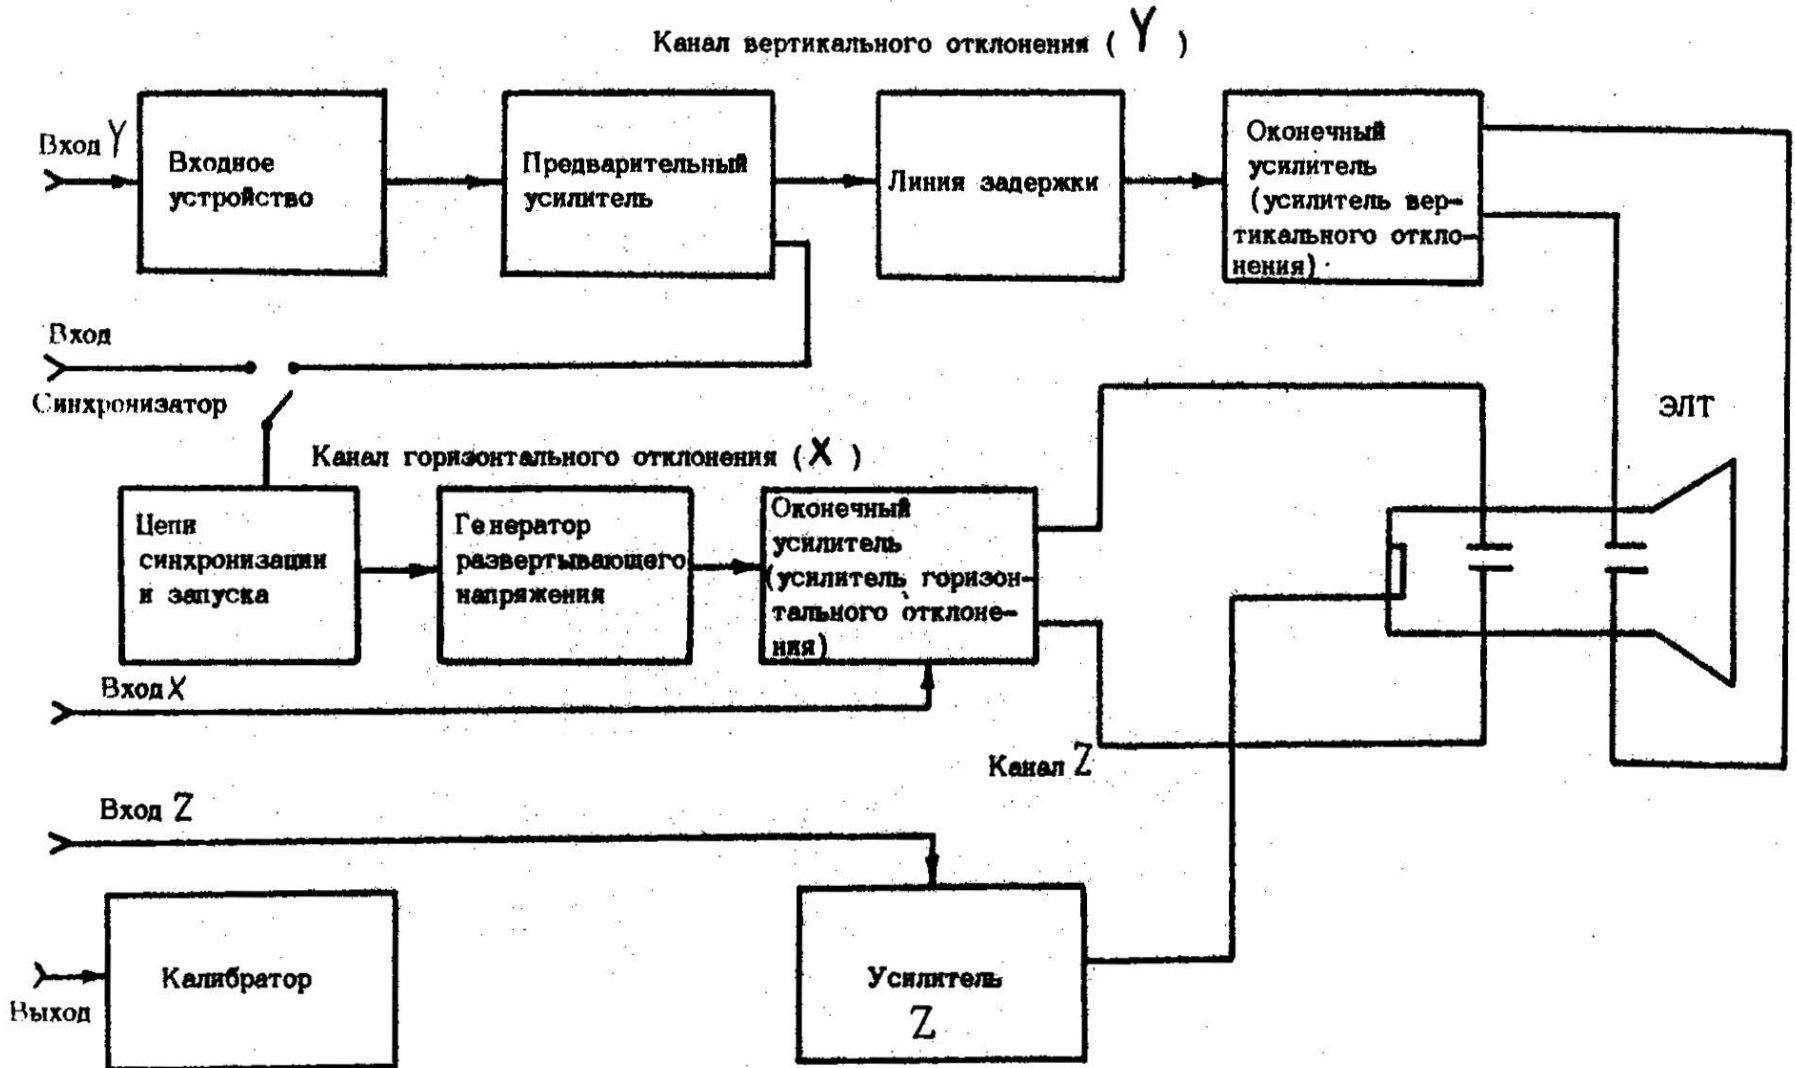 Канал вертикального отклонения ( Y )
Вход Y
Входное
устройство
Предварительный
усилитель
Линия задержки
Оконечный
усилитель
(усилитель вер-
тикального откло-
нения)
Вход
Синхронизатор
ЭЛТ
Канал горизонтального отклонения ( X )
Цепи
синхронизации
и запуска
Генератор
развертывающего
напряжения
Оконечный
усилитель
(усилитель горизон-
тального отклоне-
ния)
Вход X
Канал Z
Вход Z
Калибратор
Выход
Усилитель
Z